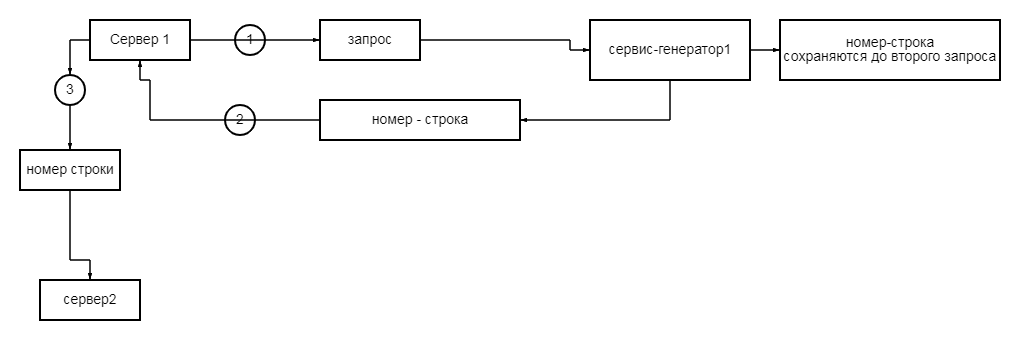 Сервер 1
1
запрос
сервис-генератор1
номер-строка
сохраняются до второго запроса
3
2
номер - строка
номер строки
сервер2